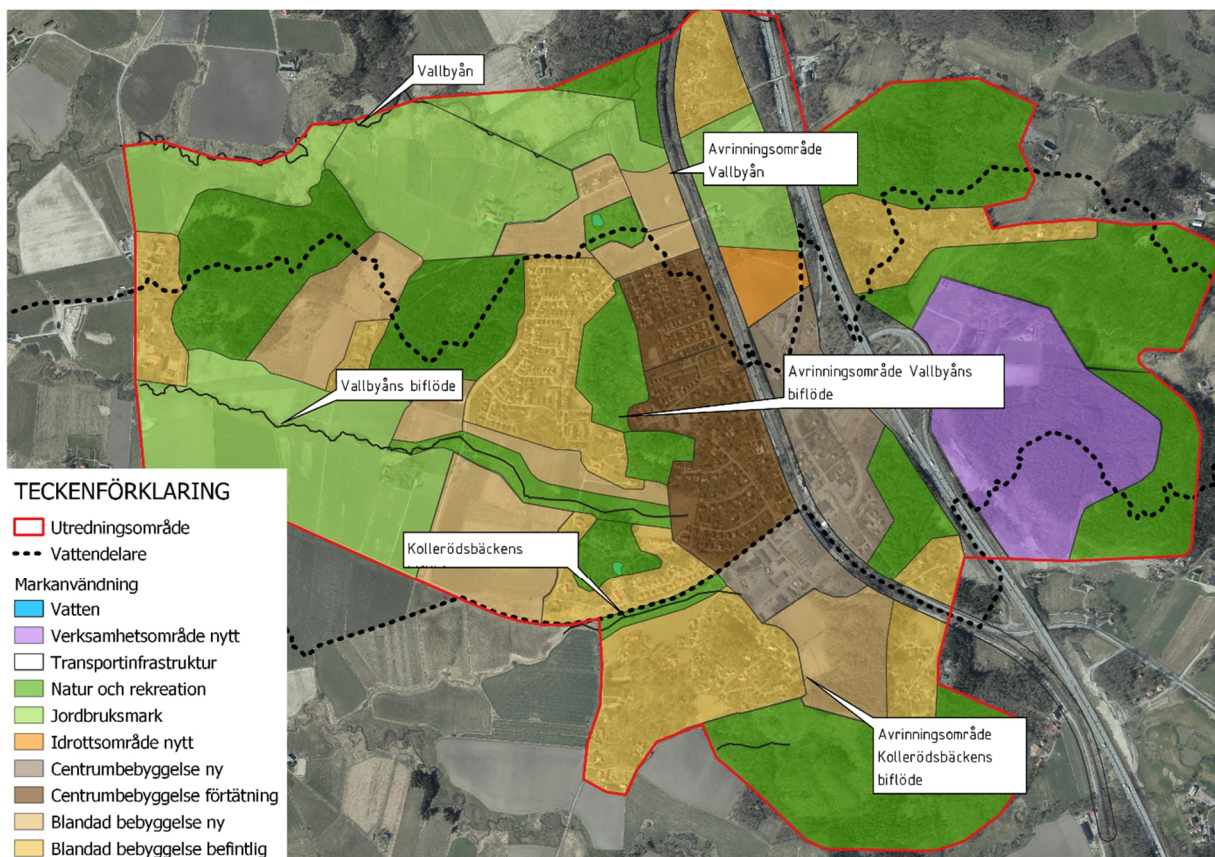 Vallbyån
Avrinningsområde
Vallbyån
Vallbyåns biflöde
Avrinningsområde Vallbyåns
biflöde
Kollerödsbäckens
Avrinningsområde
Kollerödsbäckens
biflöde
TECKENFÖRKLARING
Utredningsområde
Vattendelare
Markanvändning
Vatten
Verksamhetsområde nytt
Transportinfrastruktur
Natur och rekreation
Jordbruksmark
Idrottsområde nytt
Centrumbebyggelse ny
Centrumbebyggelse förtätning
Blandad bebyggelse ny
Blandad bebyggelse befintlig